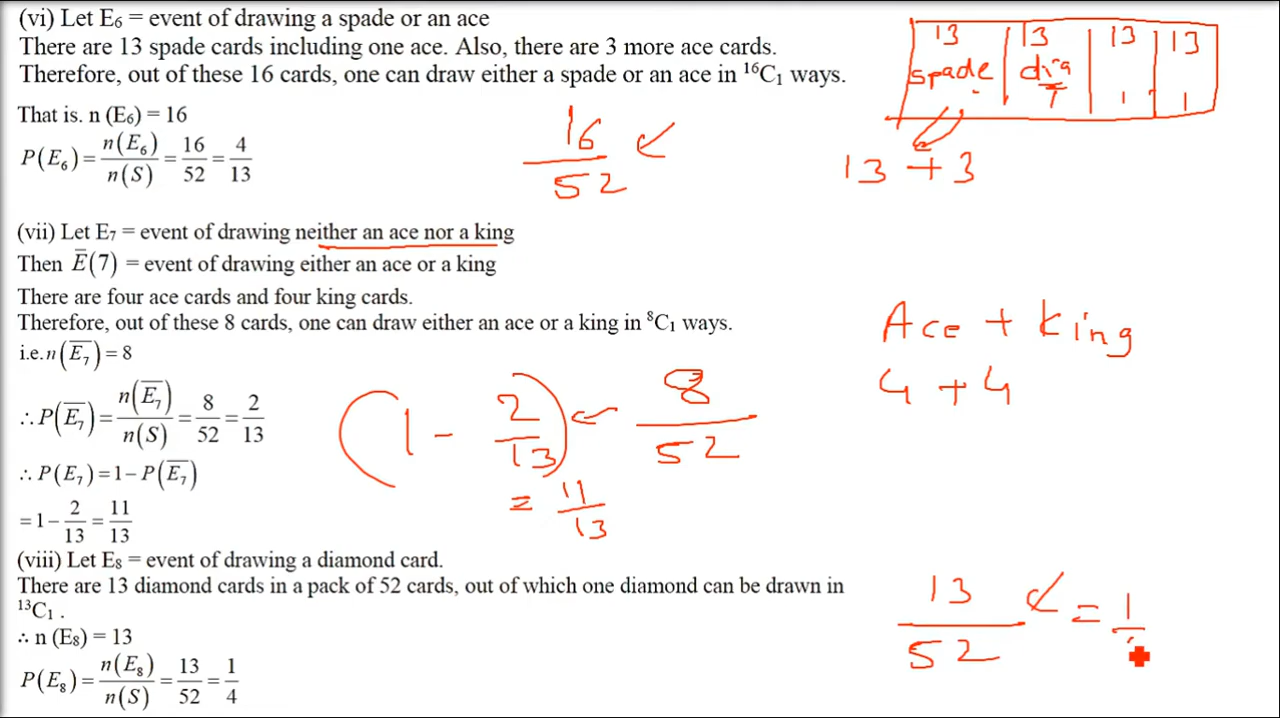 (vi) Let E₆ = event of drawing a spade or an ace
There are 13 spade cards including one ace. Also, there are 3 more ace cards.
Therefore, out of these 16 cards, one can draw either a spade or an ace in ¹⁶C₁ ways.
That is. n (E₆) = 16
P(E₆) = n(E₆)/n(S) = 16/52 = 4/13
16/52
13 13 13 13
spade dia
1 1 1
13 + 3
(vii) Let E₇ = event of drawing neither an ace nor a king
Then E̅(7) = event of drawing either an ace or a king
There are four ace cards and four king cards.
Therefore, out of these 8 cards, one can draw either an ace or a king in ⁸C₁ ways.
i.e. n(E̅₇) = 8
∴ P(E̅₇) = n(E̅₇)/n(S) = 8/52 = 2/13
∴ P(E₇) = 1 − P(E̅₇)
= 1 − 2/13 = 11/13
Ace + King
4 + 4
(1 − 2/13) 8/52
= 11/13
(viii) Let E₈ = event of drawing a diamond card.
There are 13 diamond cards in a pack of 52 cards, out of which one diamond can be drawn in
¹³C₁ .
∴ n (E₈) = 13
P(E₈) = n(E₈)/n(S) = 13/52 = 1/4
13/52 = 1